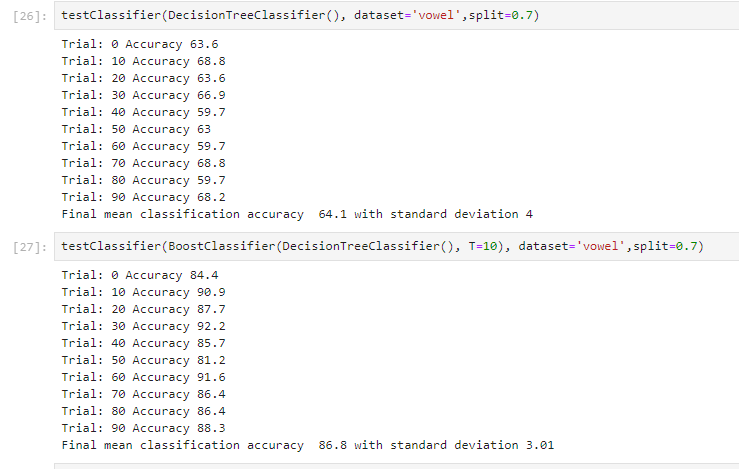 [26]: testClassifier(DecisionTreeClassifier(), dataset='vowel',split=0.7)
Trial: 0 Accuracy 63.6
Trial: 10 Accuracy 68.8
Trial: 20 Accuracy 63.6
Trial: 30 Accuracy 66.9
Trial: 40 Accuracy 59.7
Trial: 50 Accuracy 63
Trial: 60 Accuracy 59.7
Trial: 70 Accuracy 68.8
Trial: 80 Accuracy 59.7
Trial: 90 Accuracy 68.2
Final mean classification accuracy  64.1 with standard deviation 4
[27]: testClassifier(BoostClassifier(DecisionTreeClassifier(), T=10), dataset='vowel',split=0.7)
Trial: 0 Accuracy 84.4
Trial: 10 Accuracy 90.9
Trial: 20 Accuracy 87.7
Trial: 30 Accuracy 92.2
Trial: 40 Accuracy 85.7
Trial: 50 Accuracy 81.2
Trial: 60 Accuracy 91.6
Trial: 70 Accuracy 86.4
Trial: 80 Accuracy 86.4
Trial: 90 Accuracy 88.3
Final mean classification accuracy  86.8 with standard deviation 3.01